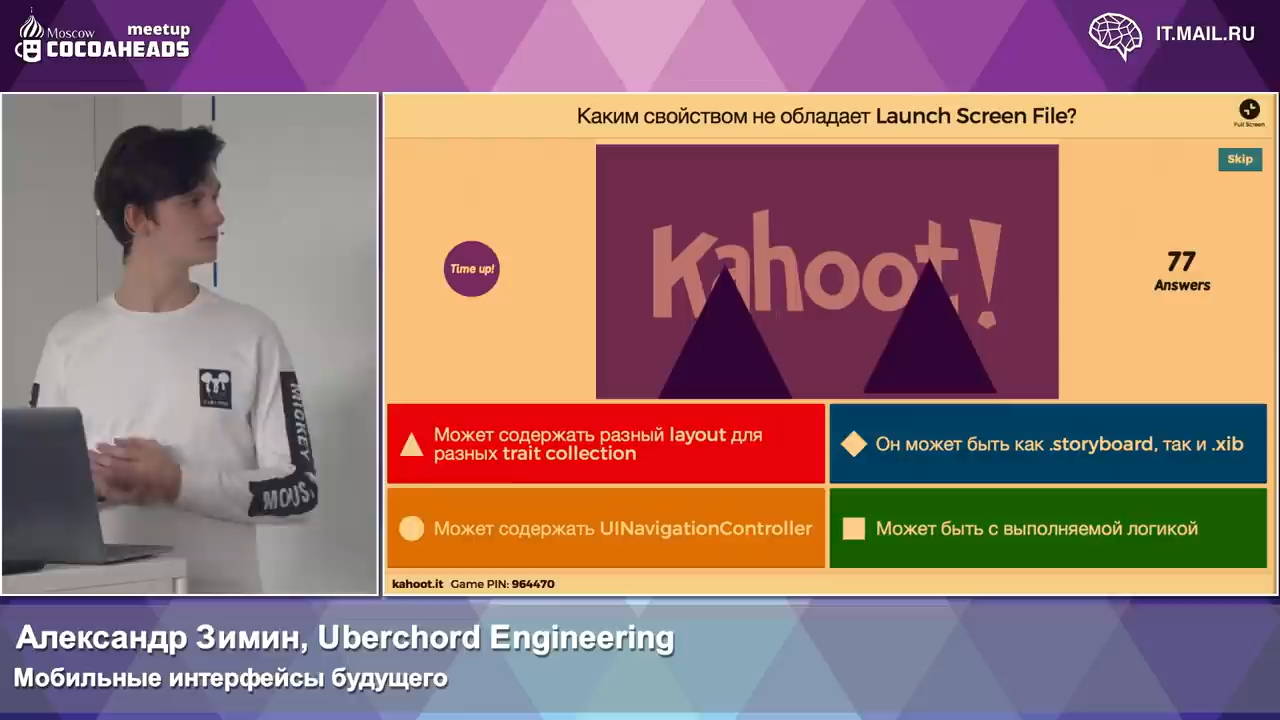 Moscow
meetup
COCOAHEADS
IT.MAIL.RU
Каким свойством не обладает Launch Screen File?
Full Screen
Skip
Kahoot!
Time up!
77
Answers
Может содержать разный layout для
разных trait collection
Он может быть как .storyboard, так и .xib
Может содержать UINavigationController
Может быть с выполняемой логикой
kahoot.it Game PIN: 964470
MICKEY
MOUS
Александр Зимин, Uberchord Engineering
Мобильные интерфейсы будущего